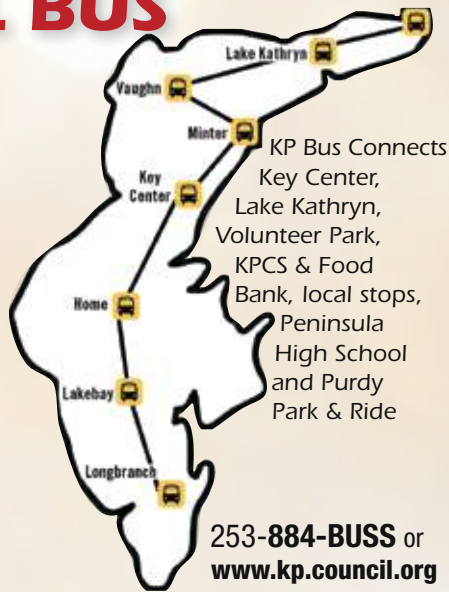 BUS
Lake Kathryn
Vaughn
Minter
Key
Center
Home
Lakebay
Longbranch
KP Bus Connects
Key Center,
Lake Kathryn,
Volunteer Park,
KPCS & Food
Bank, local stops,
Peninsula
High School
and Purdy
Park & Ride
253-884-BUSS or
www.kp.council.org